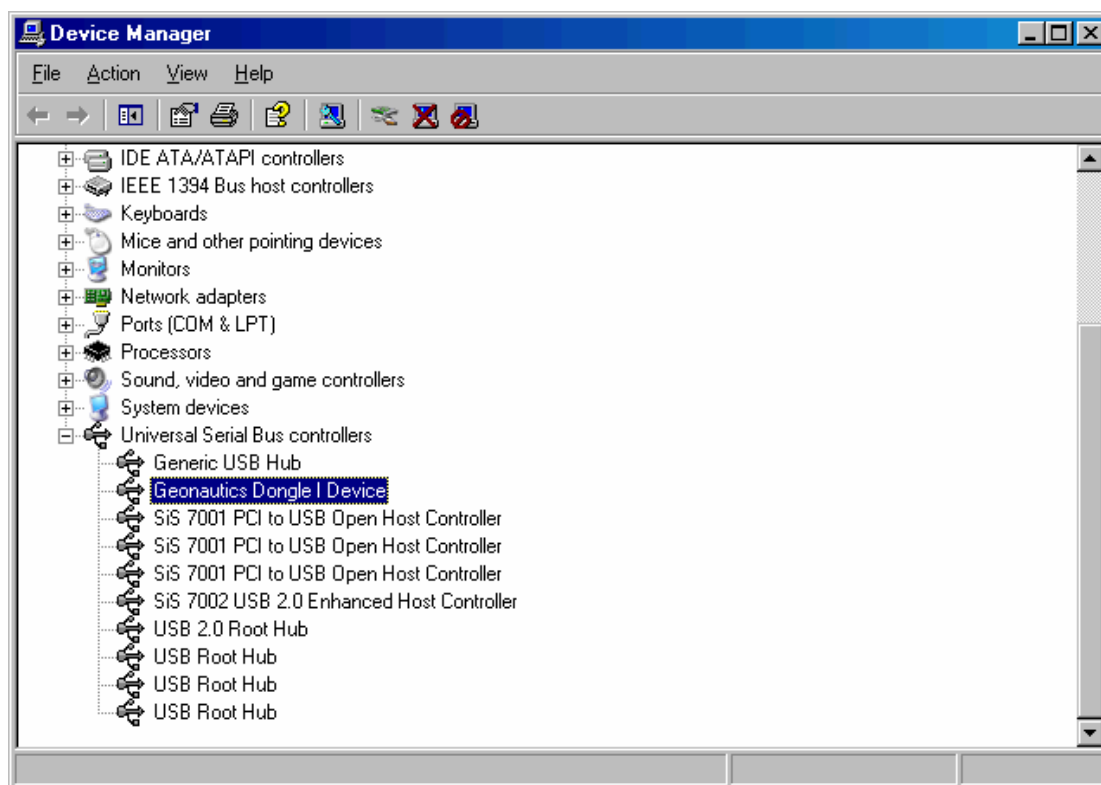 Device Manager
File Action View Help
IDE ATA/ATAPI controllers
IEEE 1394 Bus host controllers
Keyboards
Mice and other pointing devices
Monitors
Network adapters
Ports (COM & LPT)
Processors
Sound, video and game controllers
System devices
Universal Serial Bus controllers
Generic USB Hub
Geonautics Dongle I Device
SiS 7001 PCI to USB Open Host Controller
SiS 7001 PCI to USB Open Host Controller
SiS 7001 PCI to USB Open Host Controller
SiS 7002 USB 2.0 Enhanced Host Controller
USB 2.0 Root Hub
USB Root Hub
USB Root Hub
USB Root Hub